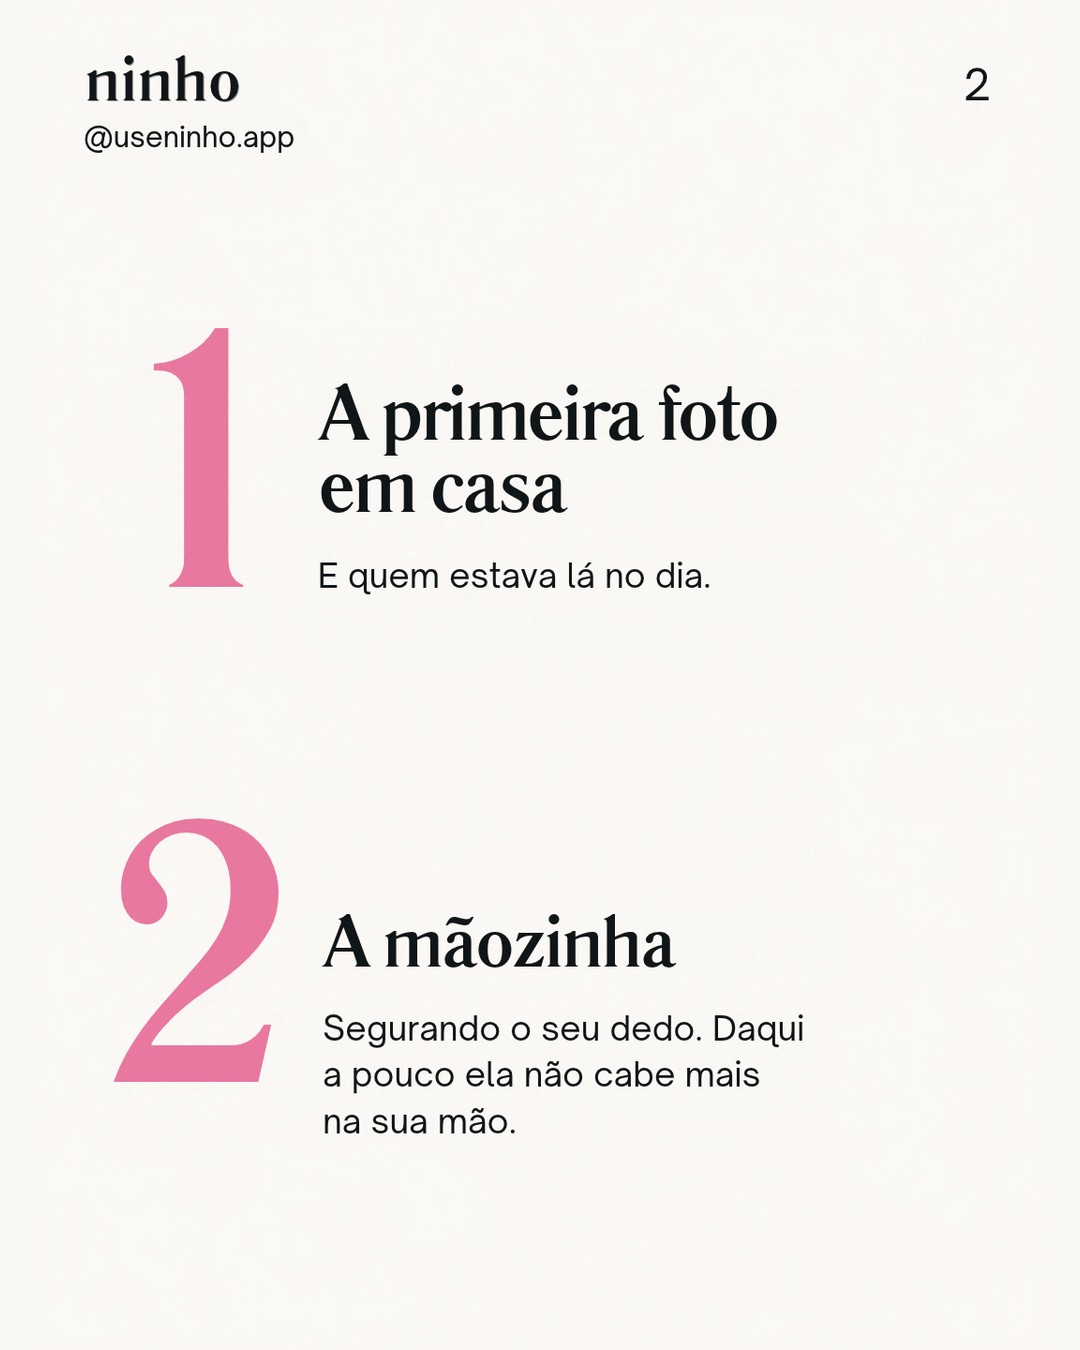 ninho
2
@useninho.app
1
A primeira foto
em casa
E quem estava lá no dia.
2
A mãozinha
Segurando o seu dedo. Daqui
a pouco ela não cabe mais
na sua mão.